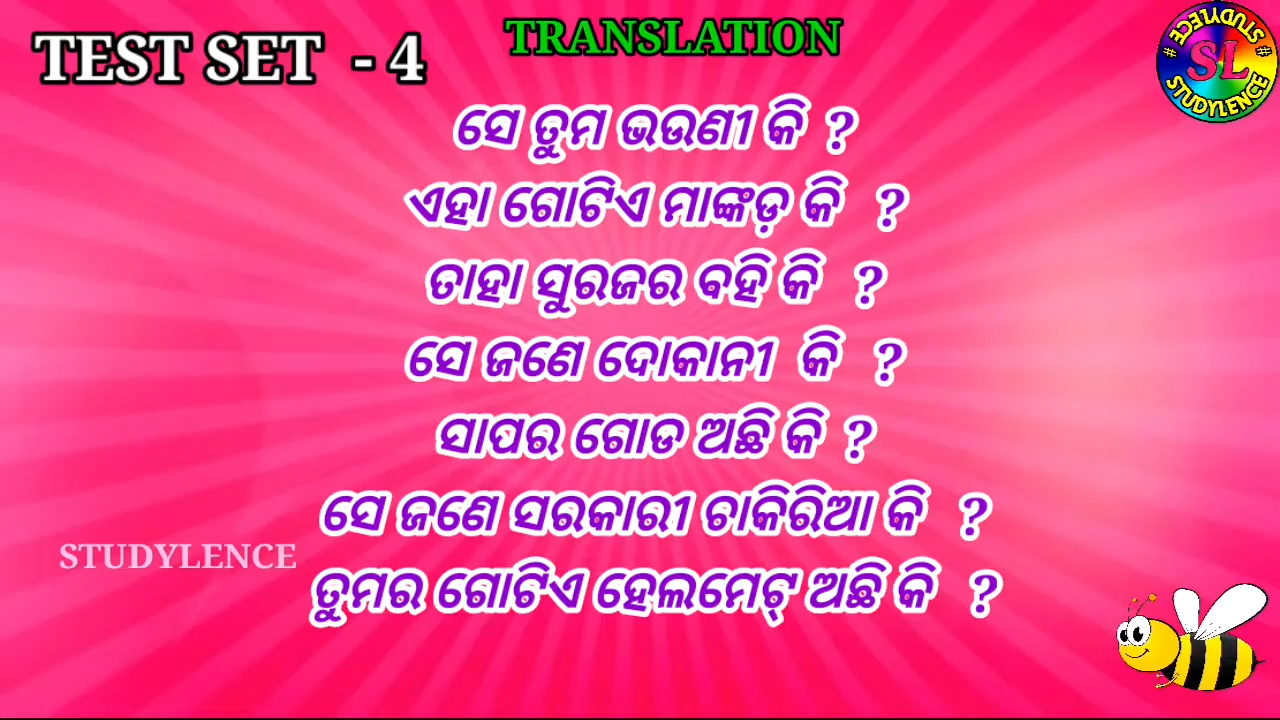 TEST SET - 4
TRANSLATION
STUDYLENCE
SL
#
#
STUDYLENCE
ସେ ତୁମ ଭଉଣୀ କି ?
ଏହା ଗୋଟିଏ ମାଙ୍କଡ଼ କି ?
ତାହା ସୁରଜର ବହି କି ?
ସେ ଜଣେ ଦୋକାନୀ କି ?
ସାପର ଗୋଡ ଅଛି କି ?
ସେ ଜଣେ ସରକାରୀ ଚାକିରିଆ କି ?
STUDYLENCE
ତୁମର ଗୋଟିଏ ହେଲମେଟ୍ ଅଛି କି ?